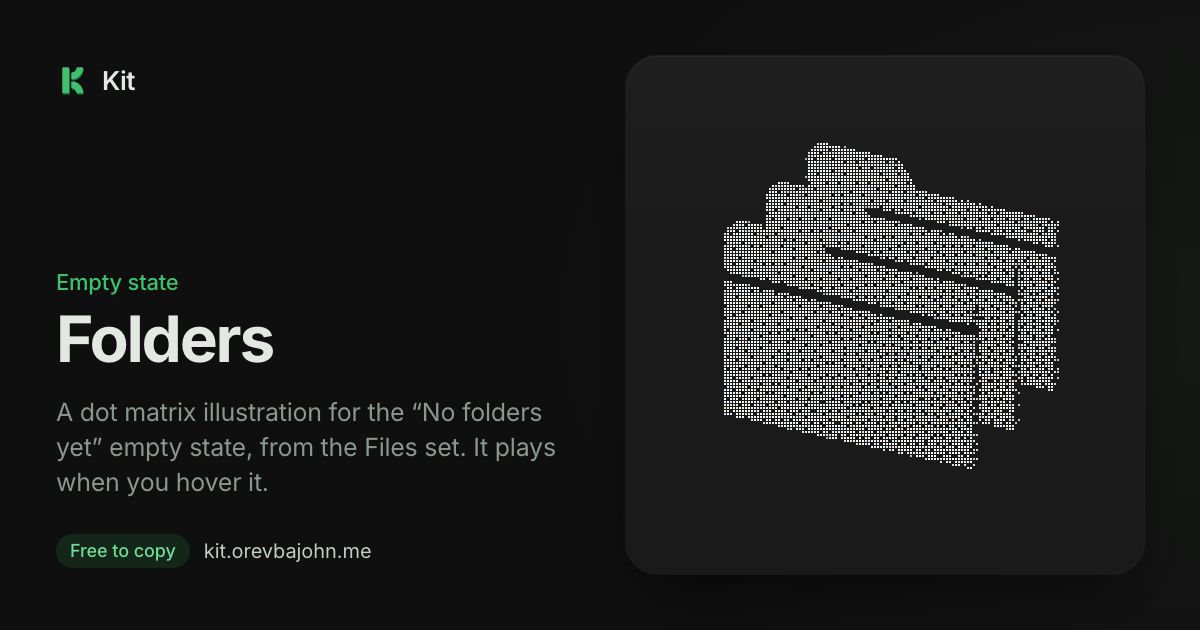 Kit
Empty state
Folders
A dot matrix illustration for the “No folders
yet” empty state, from the Files set. It plays
when you hover it.
Free to copy
kit.orevbajohn.me